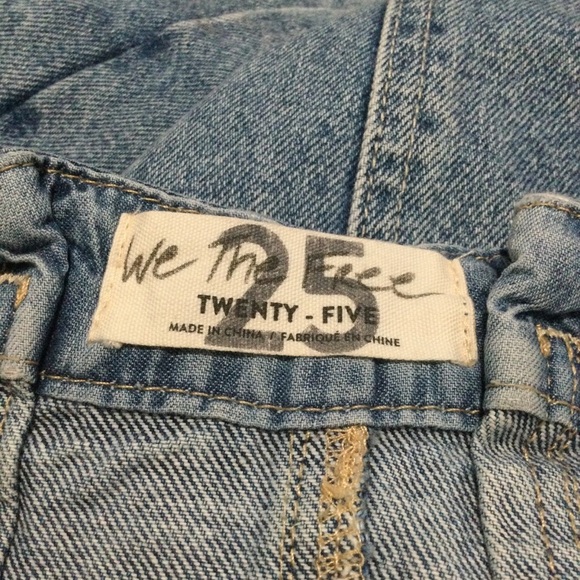 We The Free
25
TWENTY - FIVE
MADE IN CHINA / FABRIQUÉ EN CHINE